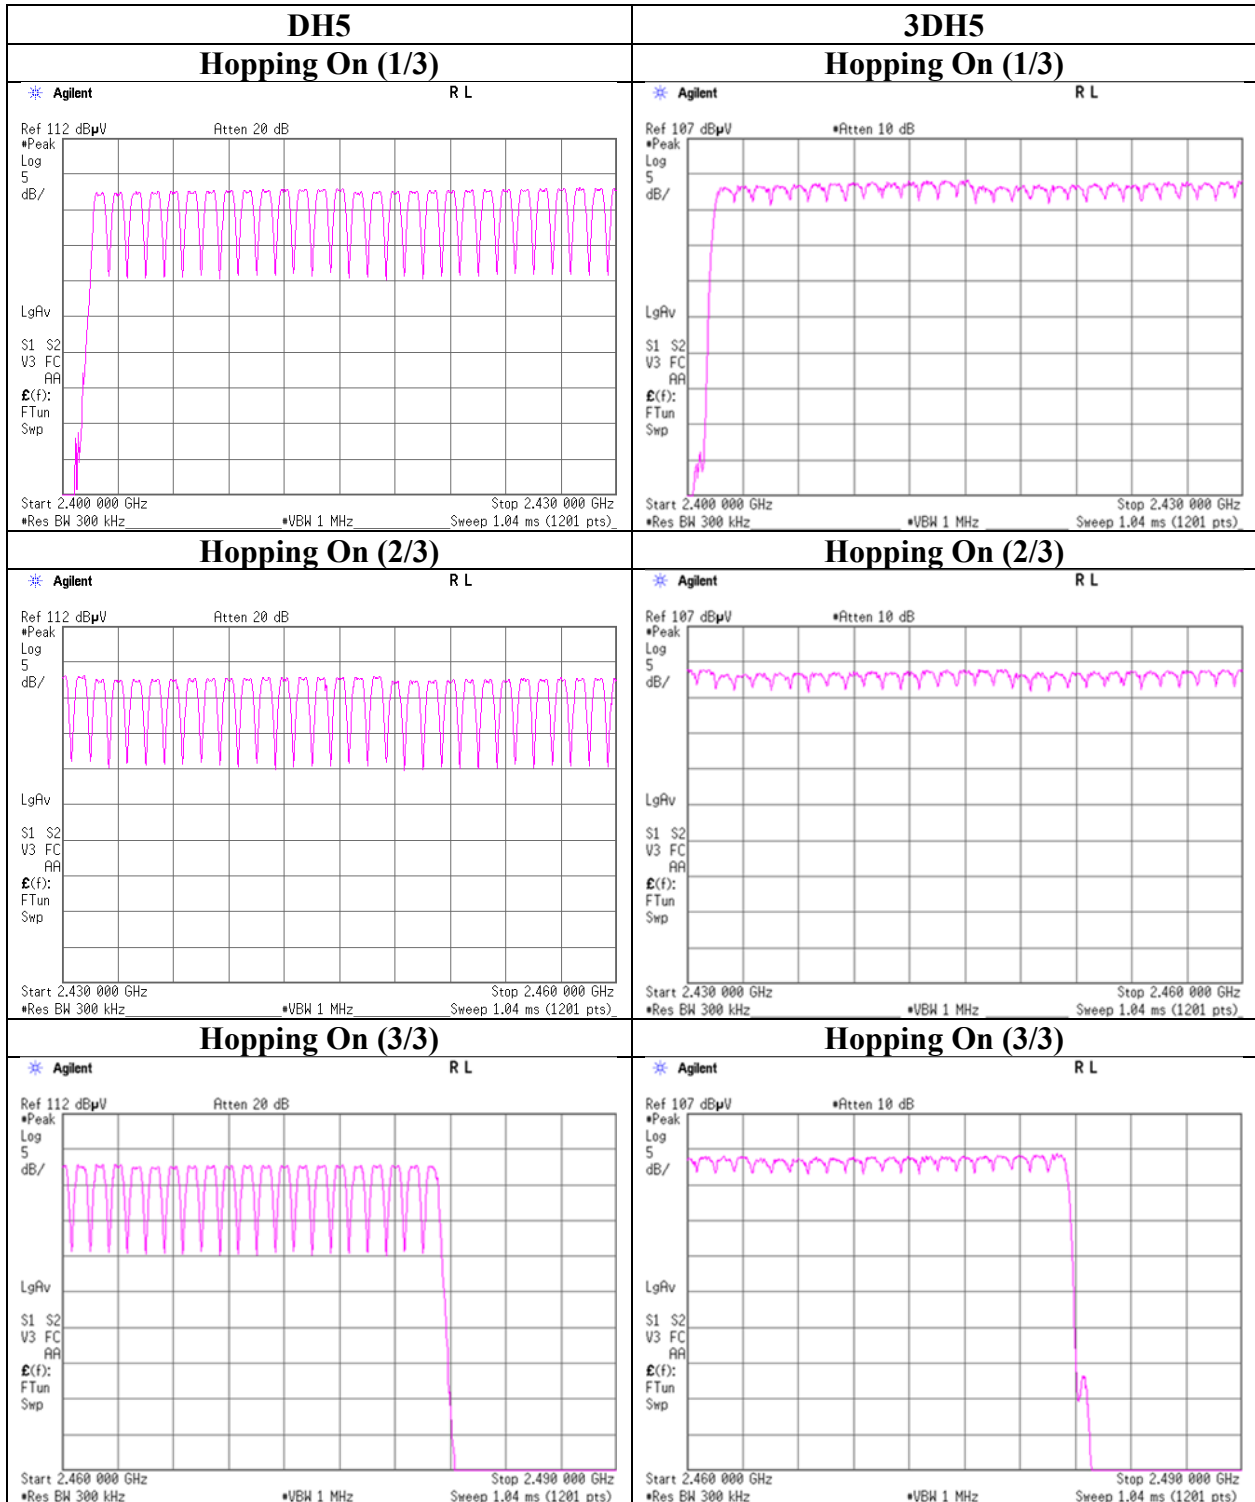 DH5 3DH5
Hopping On (1/3) Hopping On (1/3)
Agilent R L
Ref 112 dBµV Atten 20 dB
*Peak
Log
5
dB/
LgAv
S1 S2
V3 FC
AA
£(f):
FTun
Swp
Start 2.400 000 GHz Stop 2.430 000 GHz
*Res BW 300 kHz *VBW 1 MHz Sweep 1.04 ms (1201 pts)
Agilent R L
Ref 107 dBµV *Atten 10 dB
*Peak
Log
5
dB/
LgAv
S1 S2
V3 FC
AA
£(f):
FTun
Swp
Start 2.400 000 GHz Stop 2.430 000 GHz
*Res BW 300 kHz *VBW 1 MHz Sweep 1.04 ms (1201 pts)
Hopping On (2/3) Hopping On (2/3)
Agilent R L
Ref 112 dBµV Atten 20 dB
*Peak
Log
5
dB/
LgAv
S1 S2
V3 FC
AA
£(f):
FTun
Swp
Start 2.430 000 GHz Stop 2.460 000 GHz
*Res BW 300 kHz *VBW 1 MHz Sweep 1.04 ms (1201 pts)
Agilent R L
Ref 107 dBµV *Atten 10 dB
*Peak
Log
5
dB/
LgAv
S1 S2
V3 FC
AA
£(f):
FTun
Swp
Start 2.430 000 GHz Stop 2.460 000 GHz
*Res BW 300 kHz *VBW 1 MHz Sweep 1.04 ms (1201 pts)
Hopping On (3/3) Hopping On (3/3)
Agilent R L
Ref 112 dBµV Atten 20 dB
*Peak
Log
5
dB/
LgAv
S1 S2
V3 FC
AA
£(f):
FTun
Swp
Start 2.460 000 GHz Stop 2.490 000 GHz
*Res BW 300 kHz *VBW 1 MHz Sweep 1.04 ms (1201 pts)
Agilent R L
Ref 107 dBµV *Atten 10 dB
*Peak
Log
5
dB/
LgAv
S1 S2
V3 FC
AA
£(f):
FTun
Swp
Start 2.460 000 GHz Stop 2.490 000 GHz
*Res BW 300 kHz *VBW 1 MHz Sweep 1.04 ms (1201 pts)